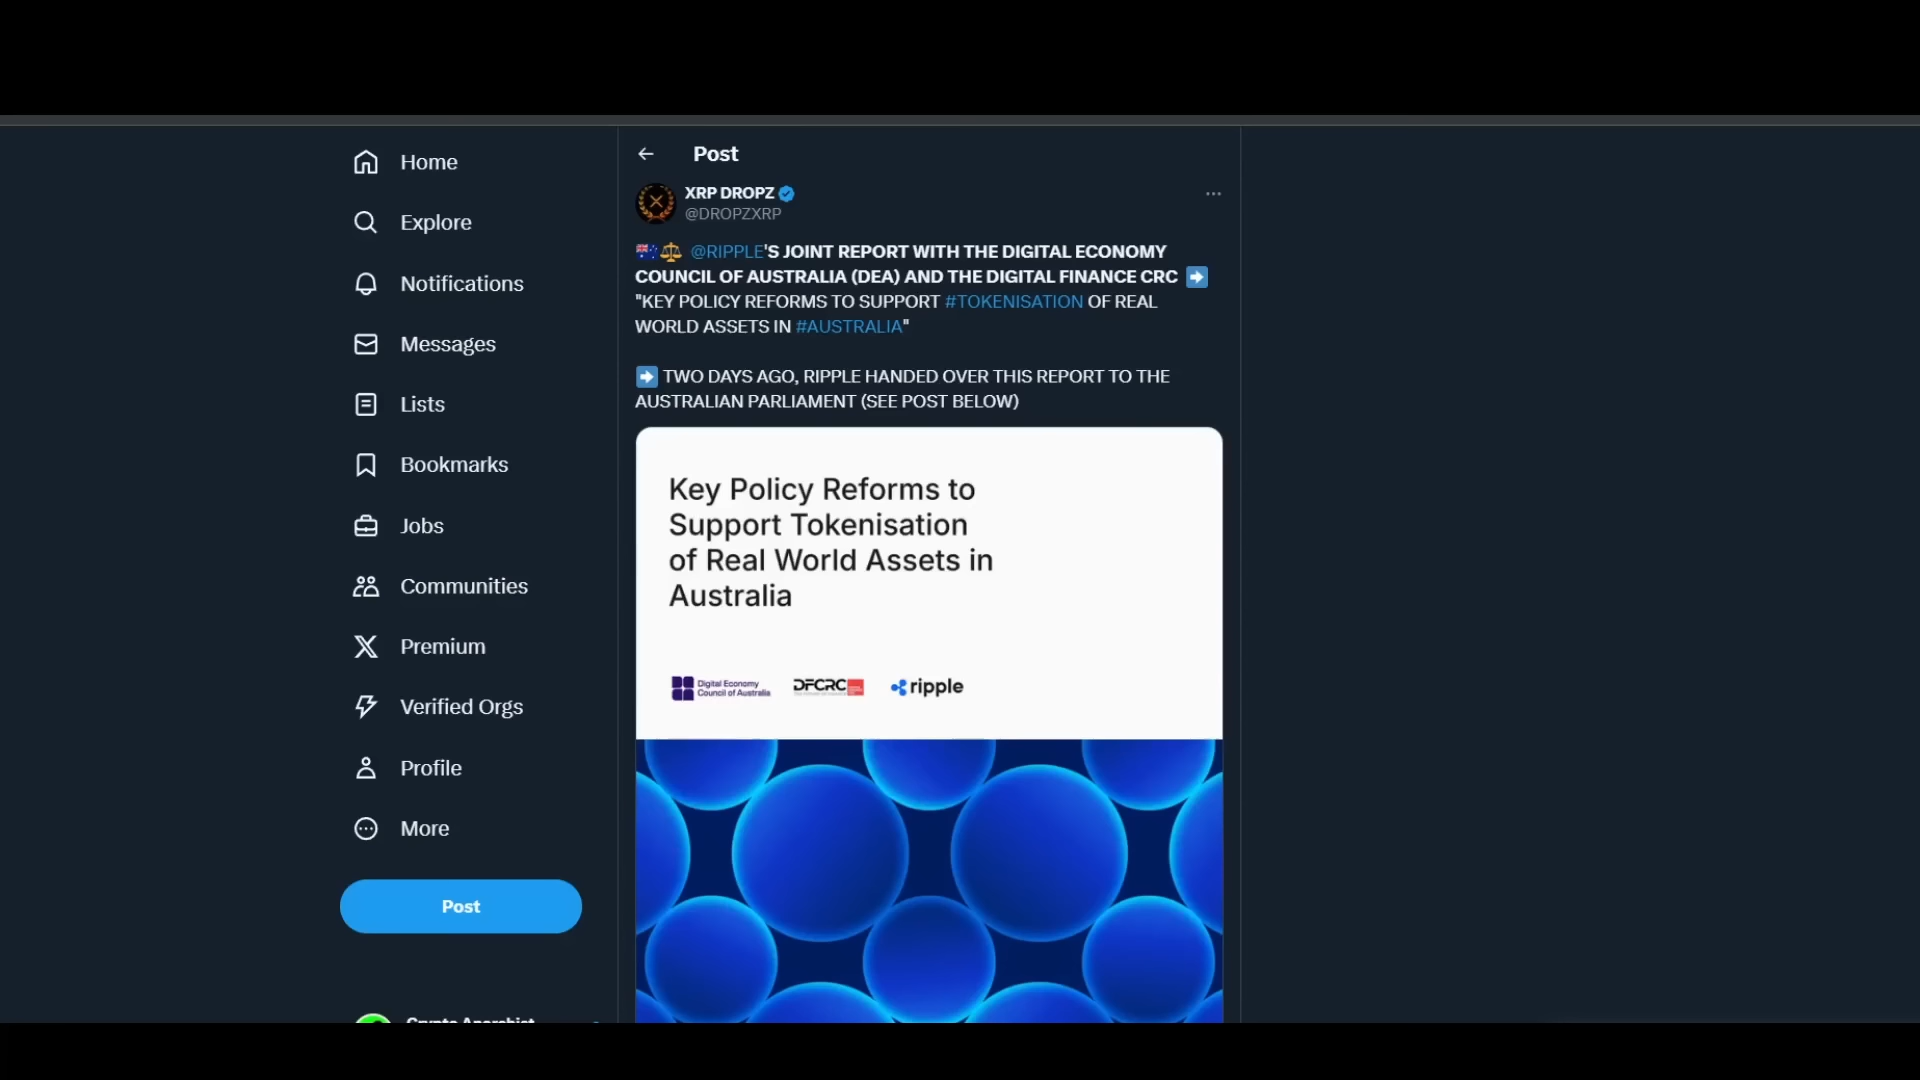 Home
Explore
Notifications
Messages
Lists
Bookmarks
Jobs
Communities
Premium
Verified Orgs
Profile
More
Post
Crypto Anarchist
Post
XRP DROPZ
@DROPZXRP
@RIPPLE'S JOINT REPORT WITH THE DIGITAL ECONOMY
COUNCIL OF AUSTRALIA (DEA) AND THE DIGITAL FINANCE CRC
"KEY POLICY REFORMS TO SUPPORT #TOKENISATION OF REAL
WORLD ASSETS IN #AUSTRALIA"
TWO DAYS AGO, RIPPLE HANDED OVER THIS REPORT TO THE
AUSTRALIAN PARLIAMENT (SEE POST BELOW)
Key Policy Reforms to
Support Tokenisation
of Real World Assets in
Australia
Digital Economy
Council of Australia
DFCRC
ripple